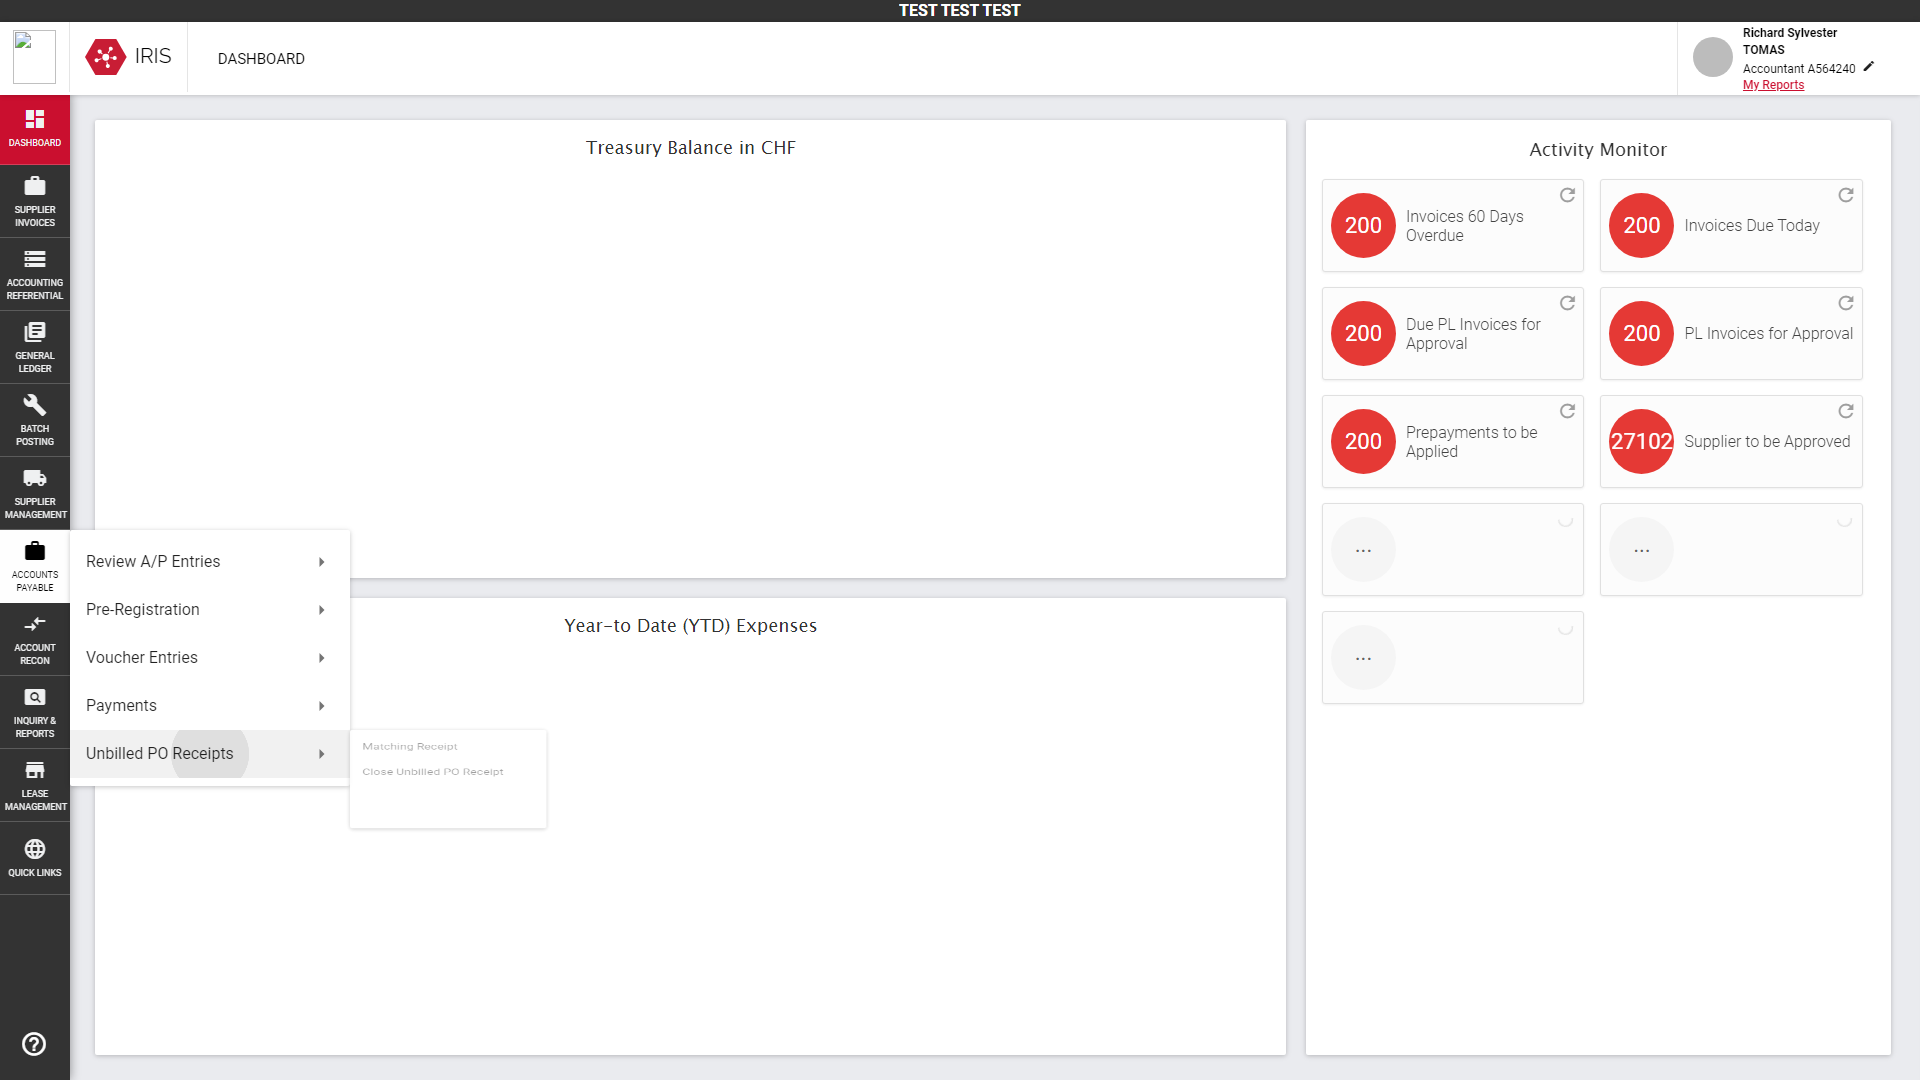 TEST TEST TEST
IRIS
DASHBOARD
Richard Sylvester
TOMAS
Accountant A564240
My Reports
DASHBOARD
SUPPLIER
INVOICES
ACCOUNTING
REFERENTIAL
GENERAL
LEDGER
BATCH
POSTING
SUPPLIER
MANAGEMENT
ACCOUNTS
PAYABLE
ACCOUNT
RECON
INQUIRY &
REPORTS
LEASE
MANAGEMENT
QUICK LINKS
Review A/P Entries
Pre-Registration
Voucher Entries
Payments
Unbilled PO Receipts
Matching Receipt
Close Unbilled PO Receipt
Treasury Balance in CHF
Year-to Date (YTD) Expenses
Activity Monitor
200 Invoices 60 Days
Overdue
200 Invoices Due Today
200 Due PL Invoices for
Approval
200 PL Invoices for Approval
200 Prepayments to be
Applied
27102 Supplier to be Approved
...
...
...